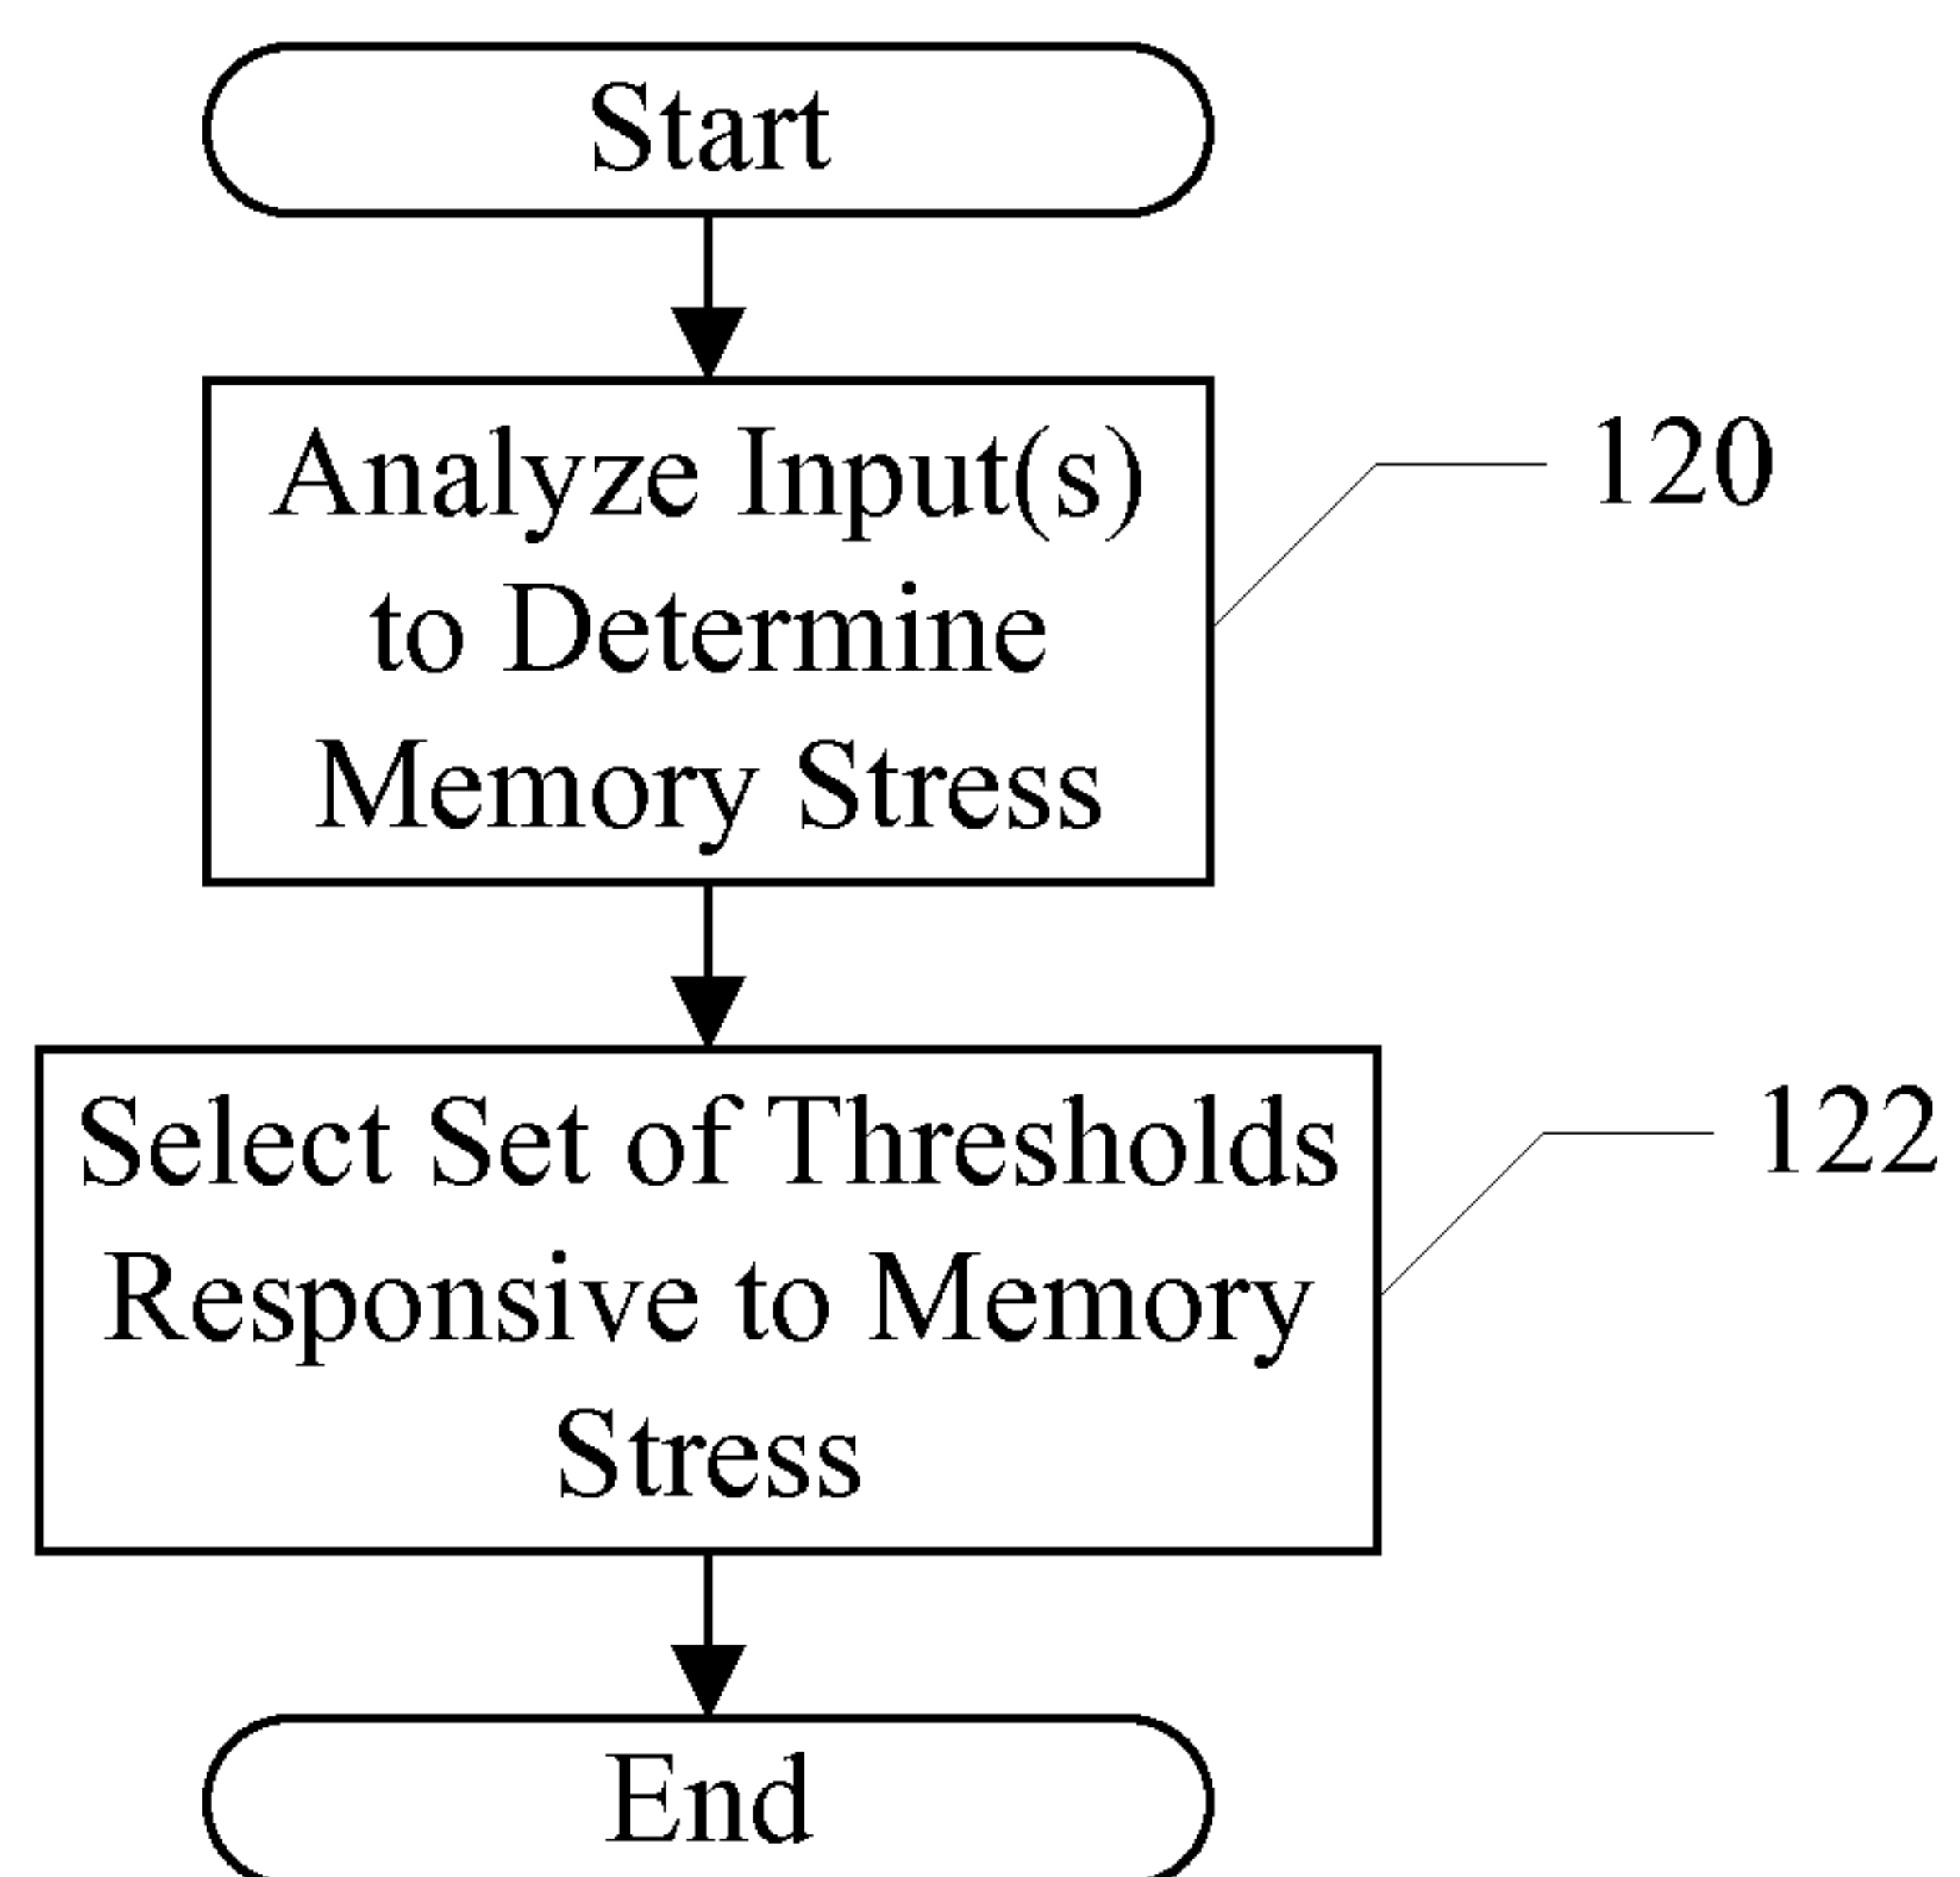 Start
Analyze Input(s)
to Determine
Memory Stress
120
Select Set of Thresholds
Responsive to Memory
Stress
122
End